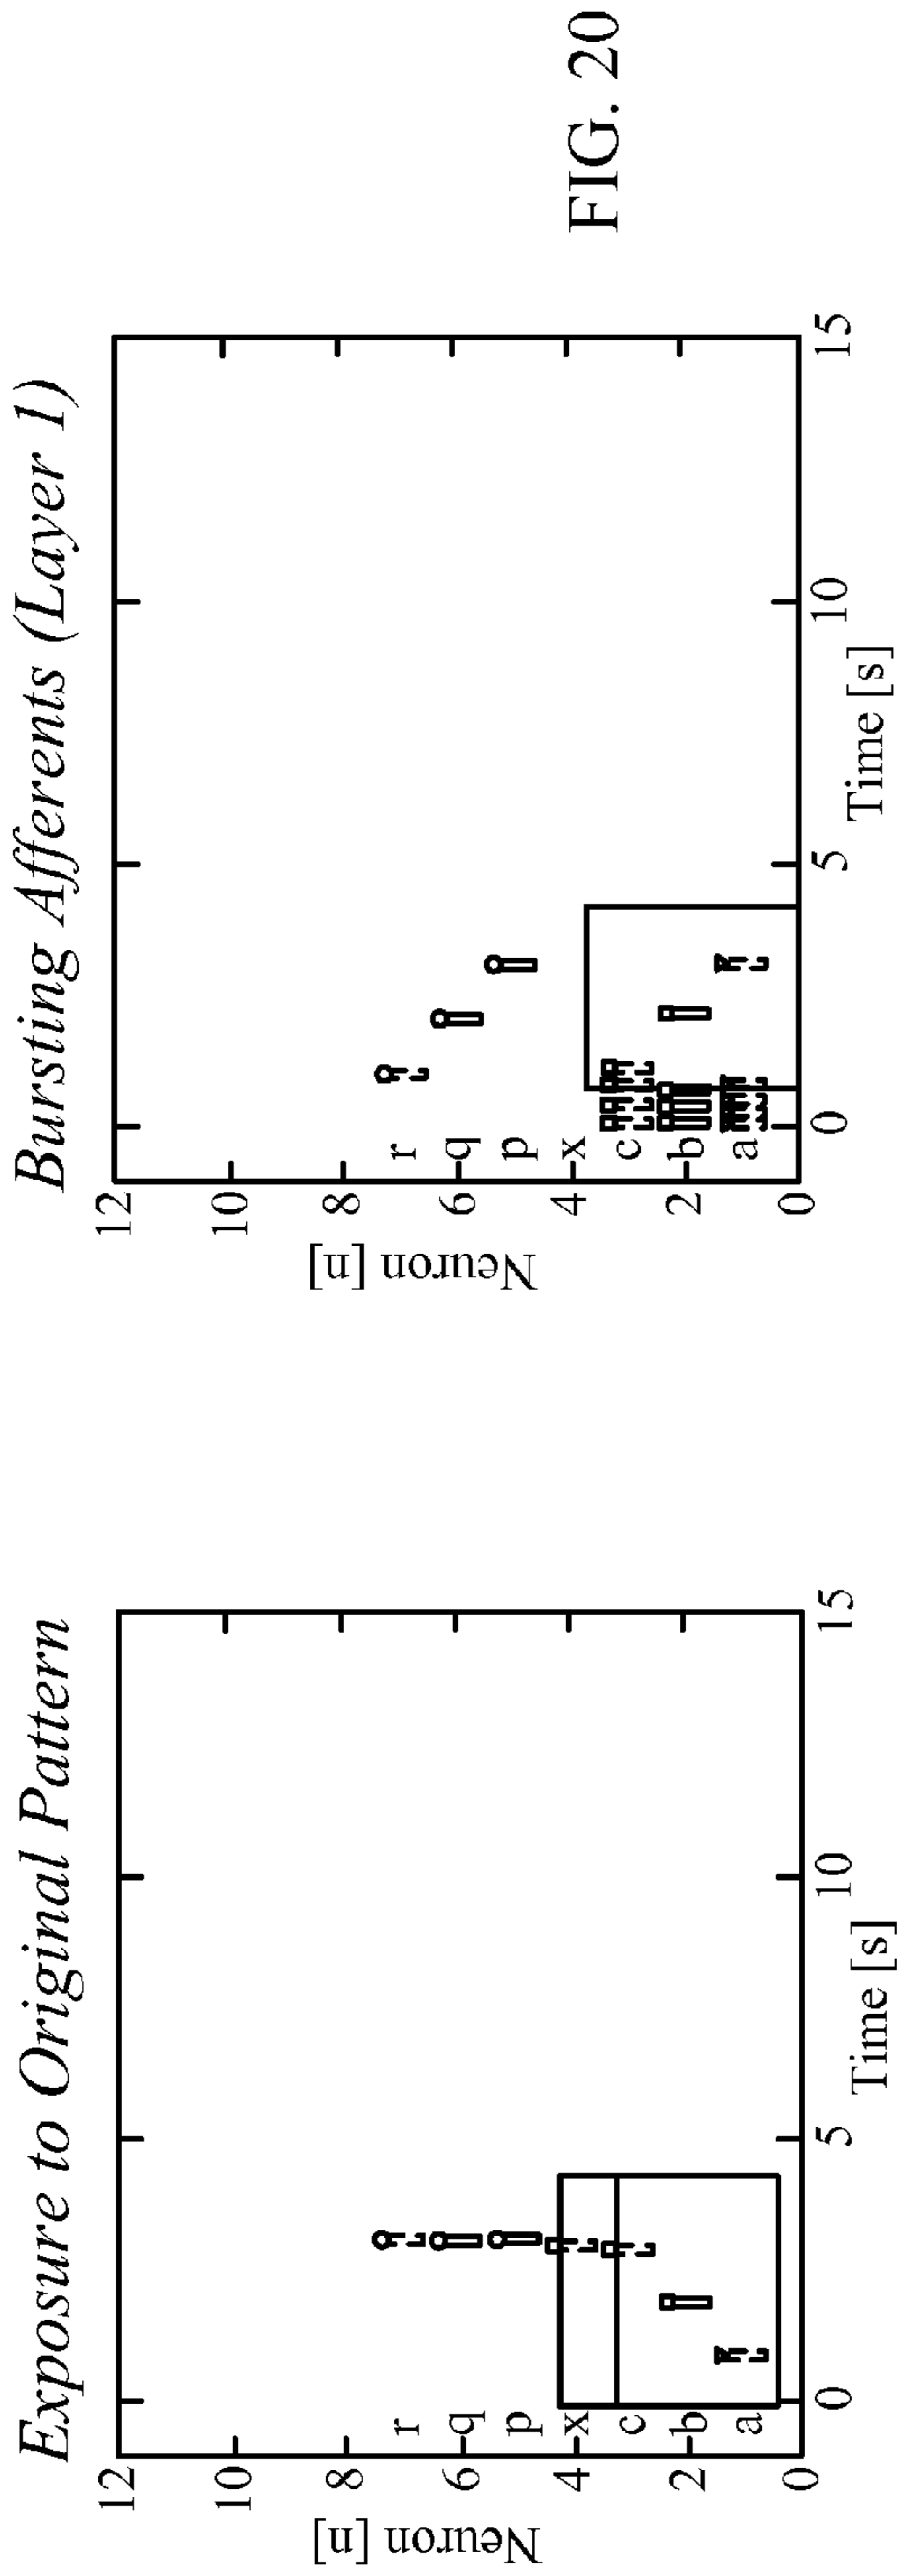 Exposure to Original Pattern
Neuron [n]
12
10
8
6
4
2
0
r
q
p
x
c
b
a
0
5
10
15
Time [s]
Bursting Afferents (Layer 1)
Neuron [n]
12
10
8
6
4
2
0
r
q
p
x
c
b
a
0
5
10
15
Time [s]
FIG. 20